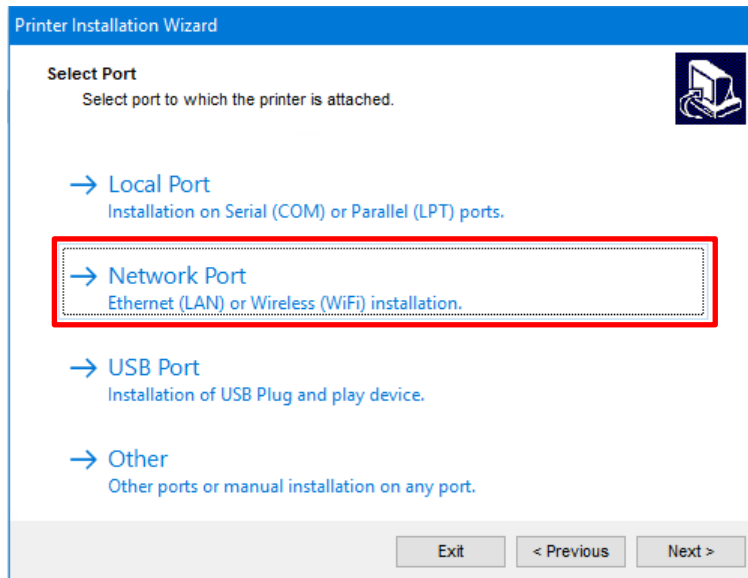 Printer Installation Wizard
Select Port
Select port to which the printer is attached.
→ Local Port
Installation on Serial (COM) or Parallel (LPT) ports.
→ Network Port
Ethernet (LAN) or Wireless (WiFi) installation.
→ USB Port
Installation of USB Plug and play device.
→ Other
Other ports or manual installation on any port.
Exit < Previous Next >